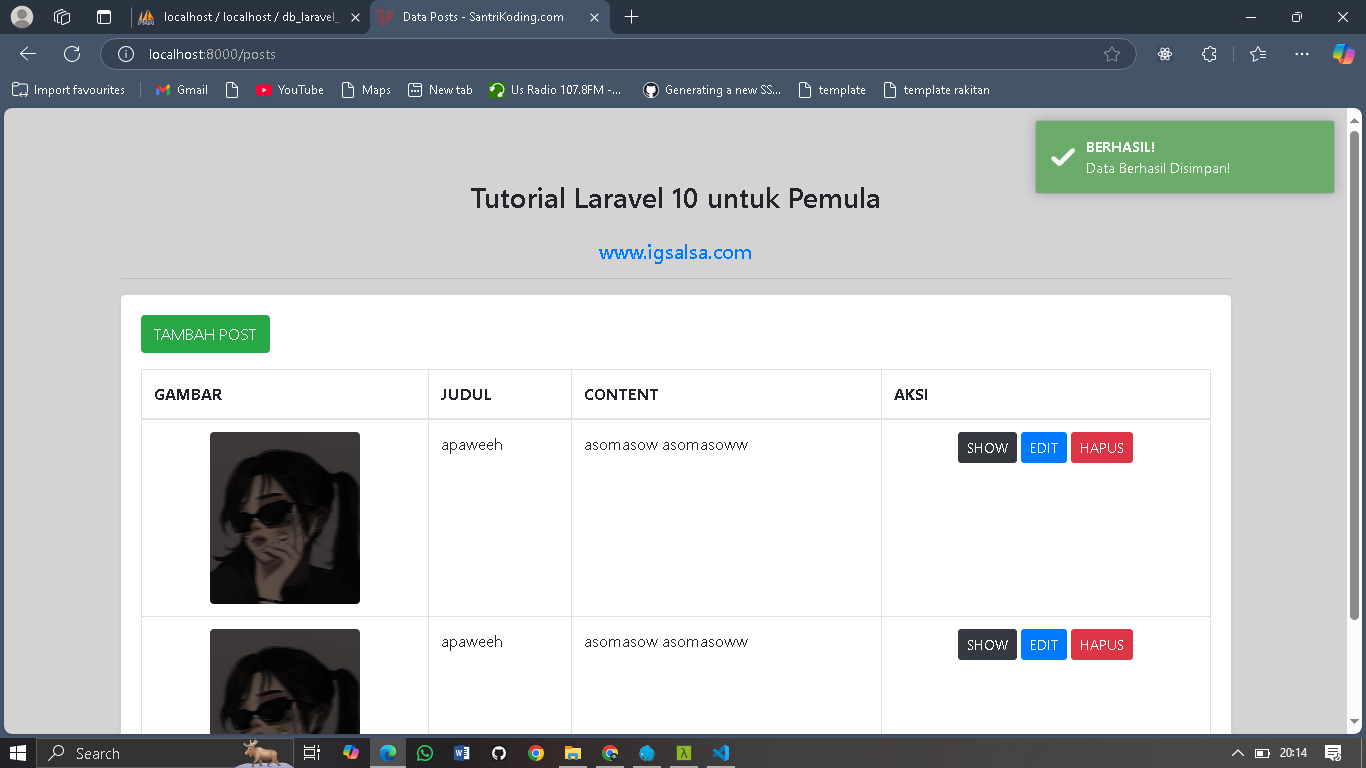 localhost / localhost / db_laravel_
Data Posts - SantriKoding.com
localhost:8000/posts
Import favourites
Gmail
YouTube
Maps
New tab
Us Radio 107.8FM -...
Generating a new SS...
template
template rakitan
BERHASIL!
Data Berhasil Disimpan!
Tutorial Laravel 10 untuk Pemula
www.igsalsa.com
TAMBAH POST
GAMBAR JUDUL CONTENT AKSI
apaweeh asomasow asomasoww SHOW EDIT HAPUS
apaweeh asomasow asomasoww SHOW EDIT HAPUS
Search
20:14